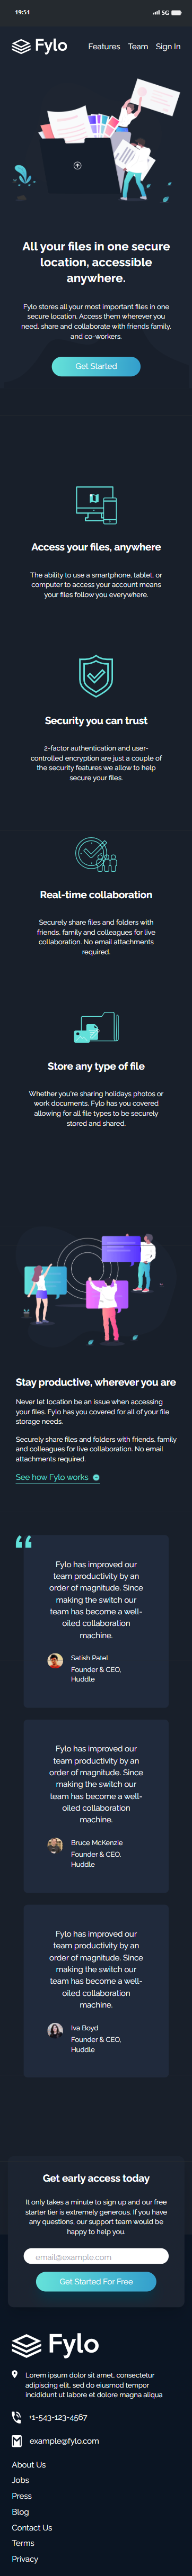 19:51
5G
Fylo
Features Team Sign In
All your files in one secure
location, accessible
anywhere.
Fylo stores all your most important files in one
secure location. Access them wherever you
need, share and collaborate with friends family,
and co-workers.
Get Started
Access your files, anywhere
The ability to use a smartphone, tablet, or
computer to access your account means
your files follow you everywhere.
Security you can trust
2-factor authentication and user-
controlled encryption are just a couple of
the security features we allow to help
secure your files.
Real-time collaboration
Securely share files and folders with
friends, family and colleagues for live
collaboration. No email attachments
required.
Store any type of file
Whether you're sharing holidays photos or
work documents, Fylo has you covered
allowing for all file types to be securely
stored and shared.
Stay productive, wherever you are
Never let location be an issue when accessing
your files. Fylo has you covered for all of your file
storage needs.
Securely share files and folders with friends, family
and colleagues for live collaboration. No email
attachments required.
See how Fylo works
Fylo has improved our
team productivity by an
order of magnitude. Since
making the switch our
team has become a well-
oiled collaboration
machine.
Satish Patel
Founder & CEO,
Huddle
Fylo has improved our
team productivity by an
order of magnitude. Since
making the switch our
team has become a well-
oiled collaboration
machine.
Bruce McKenzie
Founder & CEO,
Huddle
Fylo has improved our
team productivity by an
order of magnitude. Since
making the switch our
team has become a well-
oiled collaboration
machine.
Iva Boyd
Founder & CEO,
Huddle
Get early access today
It only takes a minute to sign up and our free
starter tier is extremely generous. If you have
any questions, our support team would be
happy to help you.
email@example.com
Get Started For Free
Fylo
Lorem ipsum dolor sit amet, consectetur
adipiscing elit, sed do eiusmod tempor
incididunt ut labore et dolore magna aliqua
+1-543-123-4567
example@fylo.com
About Us
Jobs
Press
Blog
Contact Us
Terms
Privacy